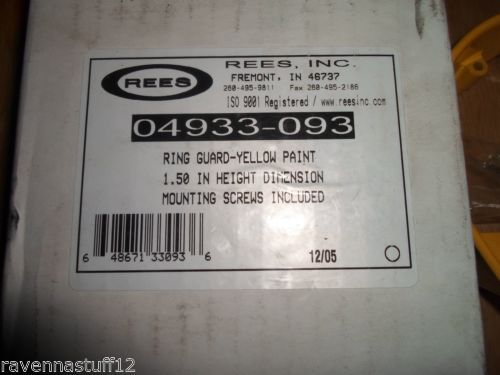 REES
REES, INC.
FREMONT, IN 46737
260-495-9811 Fax 260-495-2186
ISO 9001 Registered / www.reesinc.com
04933-093
RING GUARD-YELLOW PAINT
1.50 IN HEIGHT DIMENSION
MOUNTING SCREWS INCLUDED
6 48671 33093 6
12/05
ravennastuff12